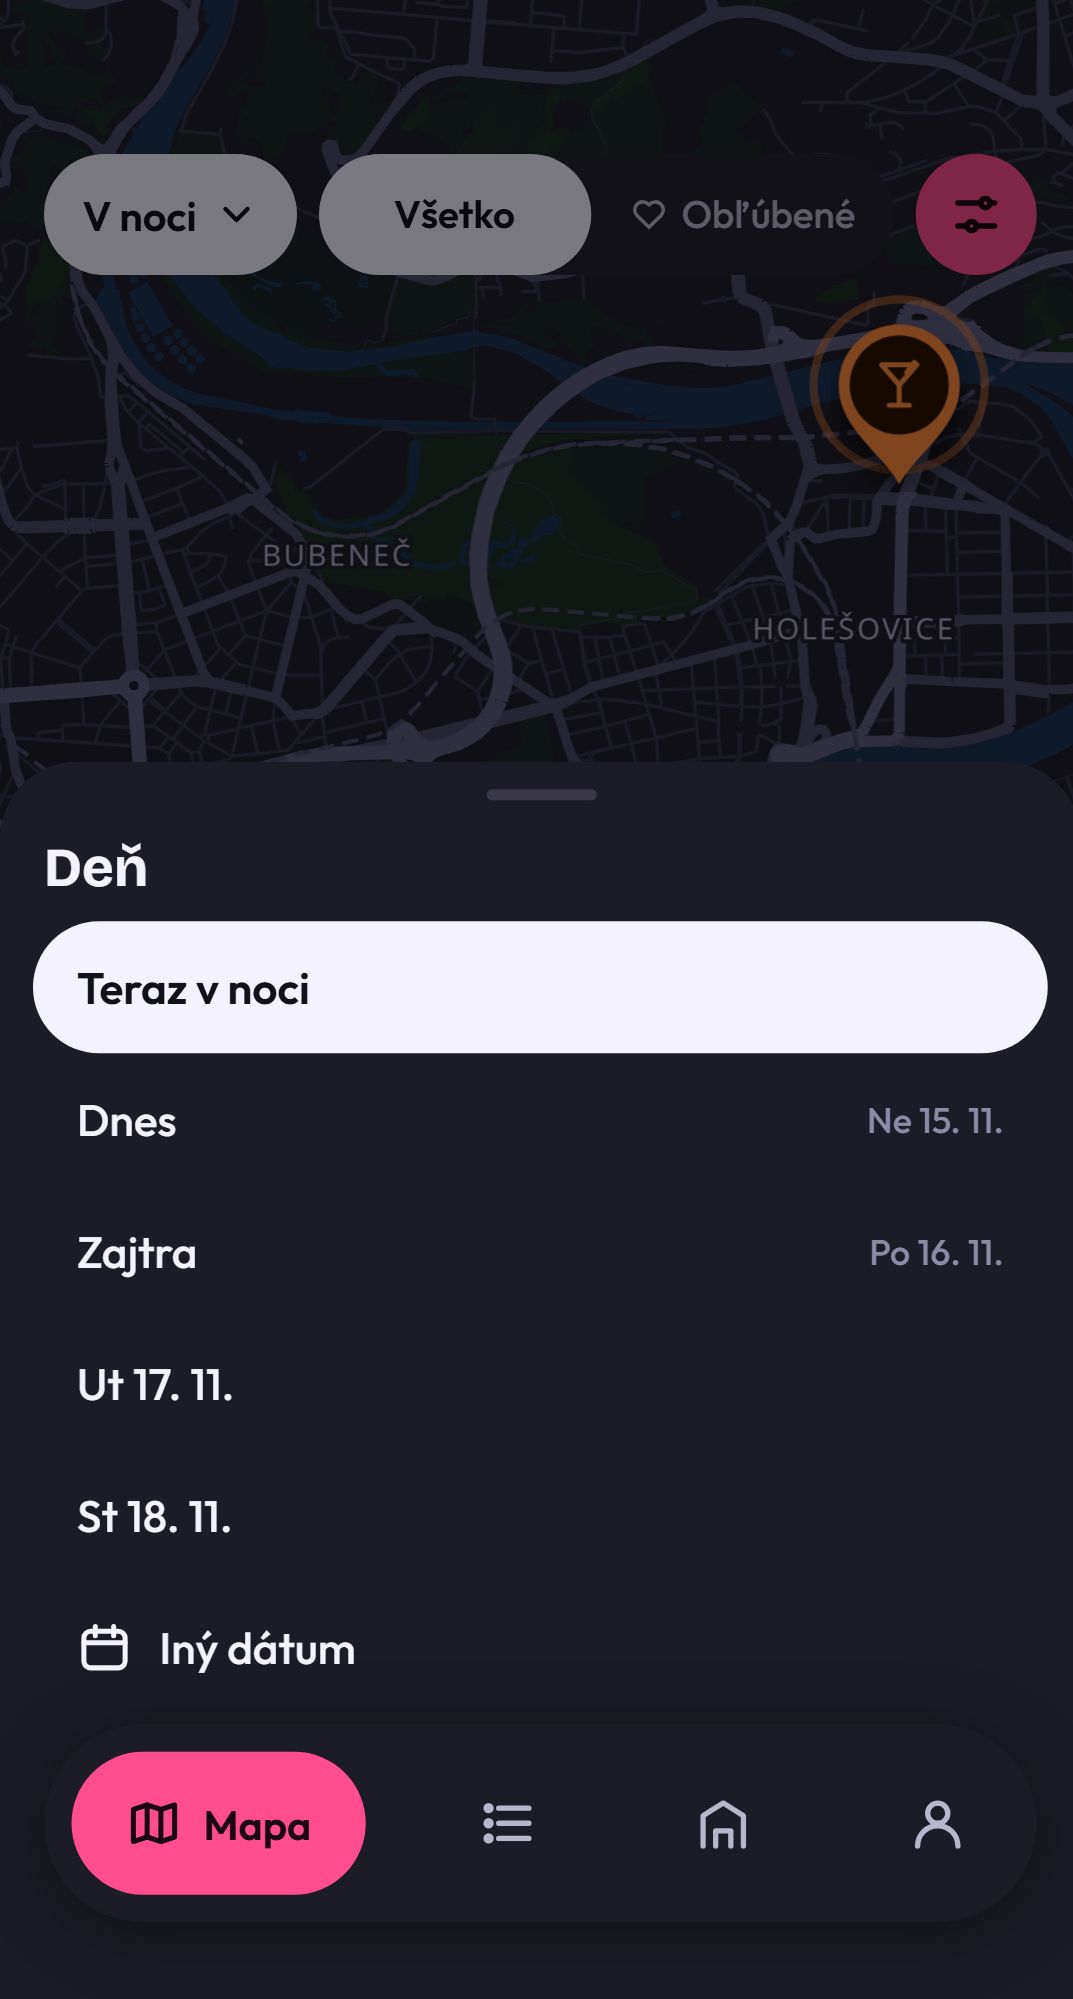 V noci
Všetko
Obľúbené
BUBENEČ
HOLEŠOVICE
Deň
Teraz v noci
Dnes
Ne 15. 11.
Zajtra
Po 16. 11.
Ut 17. 11.
St 18. 11.
Iný dátum
Mapa